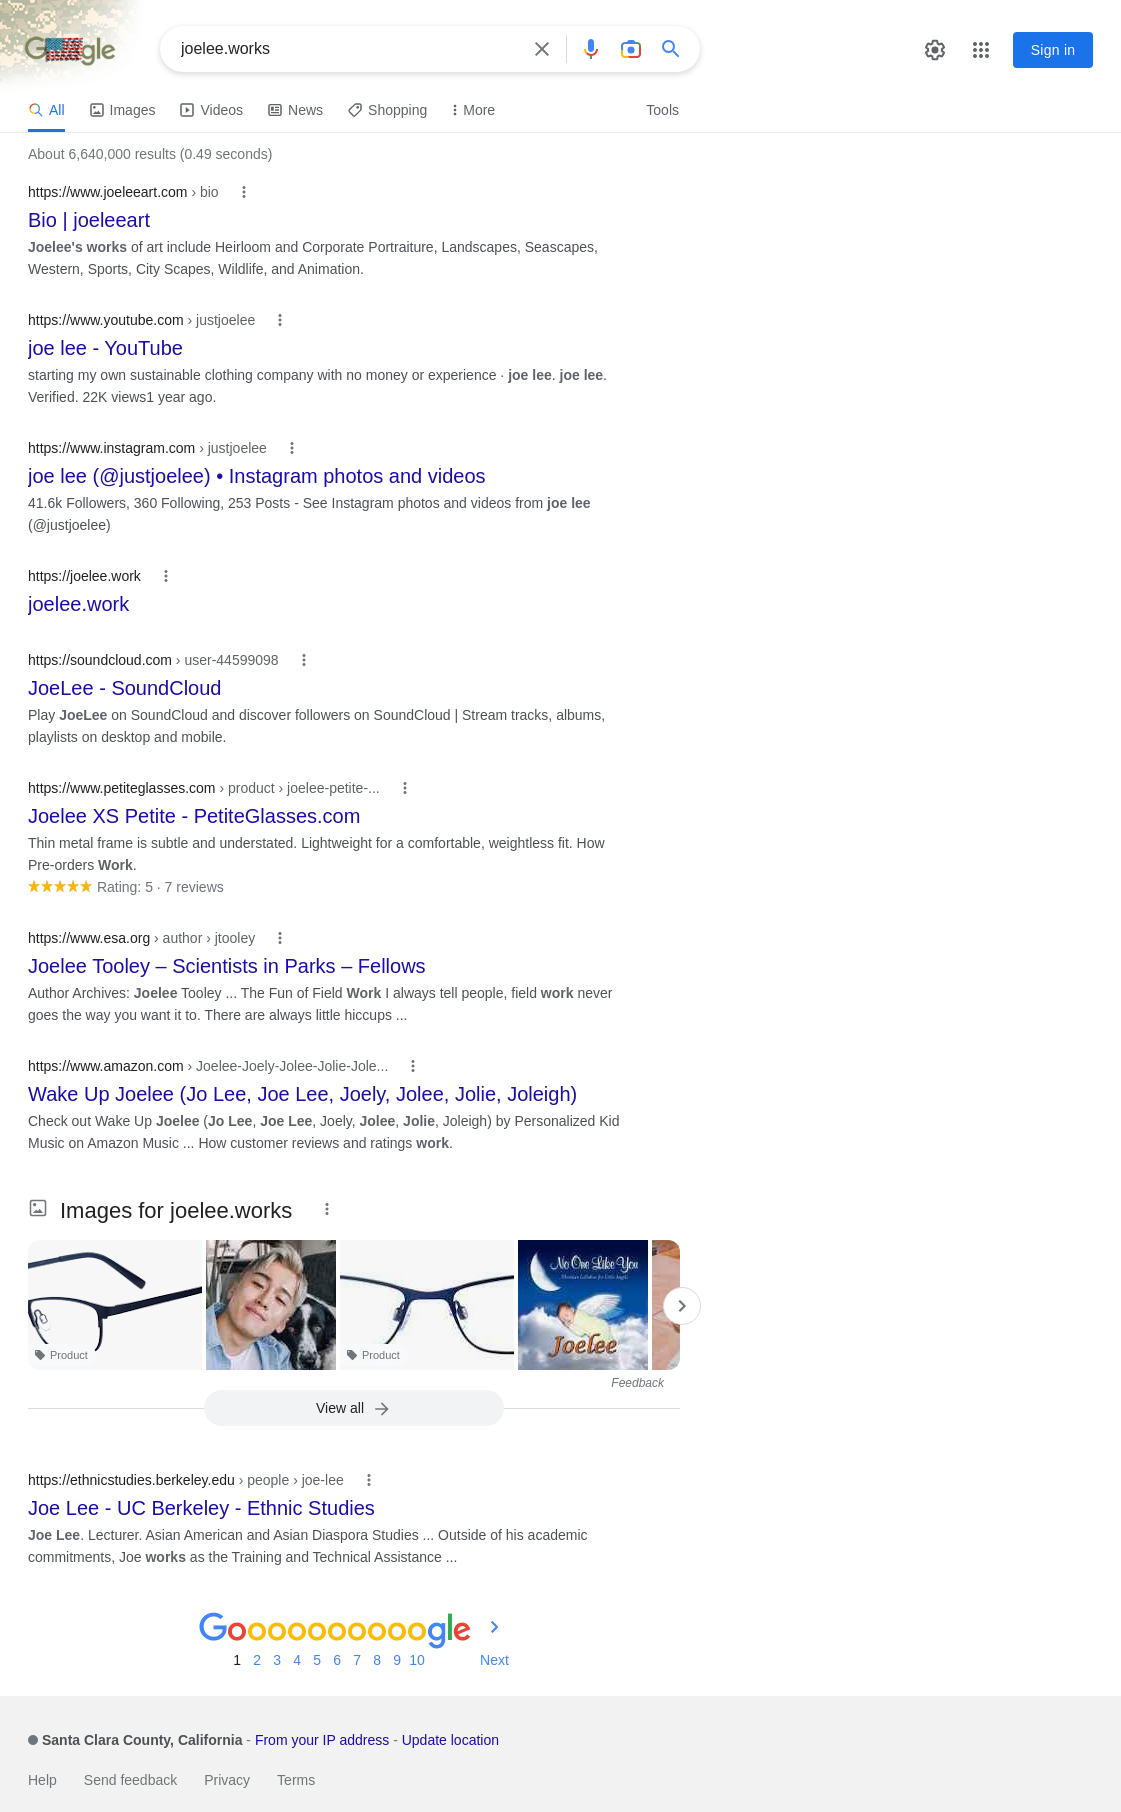 Google
joelee.works
Sign in
All Images Videos News Shopping More Tools
About 6,640,000 results (0.49 seconds)
https://www.joeleeart.com › bio
Bio | joeleeart
Joelee's works of art include Heirloom and Corporate Portraiture, Landscapes, Seascapes,
Western, Sports, City Scapes, Wildlife, and Animation.
https://www.youtube.com › justjoelee
joe lee - YouTube
starting my own sustainable clothing company with no money or experience · joe lee. joe lee.
Verified. 22K views1 year ago.
https://www.instagram.com › justjoelee
joe lee (@justjoelee) • Instagram photos and videos
41.6k Followers, 360 Following, 253 Posts - See Instagram photos and videos from joe lee
(@justjoelee)
https://joelee.work
joelee.work
https://soundcloud.com › user-44599098
JoeLee - SoundCloud
Play JoeLee on SoundCloud and discover followers on SoundCloud | Stream tracks, albums,
playlists on desktop and mobile.
https://www.petiteglasses.com › product › joelee-petite-...
Joelee XS Petite - PetiteGlasses.com
Thin metal frame is subtle and understated. Lightweight for a comfortable, weightless fit. How
Pre-orders Work.
Rating: 5 · 7 reviews
https://www.esa.org › author › jtooley
Joelee Tooley – Scientists in Parks – Fellows
Author Archives: Joelee Tooley ... The Fun of Field Work I always tell people, field work never
goes the way you want it to. There are always little hiccups ...
https://www.amazon.com › Joelee-Joely-Jolee-Jolie-Jole...
Wake Up Joelee (Jo Lee, Joe Lee, Joely, Jolee, Jolie, Joleigh)
Check out Wake Up Joelee (Jo Lee, Joe Lee, Joely, Jolee, Jolie, Joleigh) by Personalized Kid
Music on Amazon Music ... How customer reviews and ratings work.
Images for joelee.works
No One Like You
Joelee
Product
Product
Feedback
View all
https://ethnicstudies.berkeley.edu › people › joe-lee
Joe Lee - UC Berkeley - Ethnic Studies
Joe Lee. Lecturer. Asian American and Asian Diaspora Studies ... Outside of his academic
commitments, Joe works as the Training and Technical Assistance ...
Goooooooooogle
1 2 3 4 5 6 7 8 9 10 Next
Santa Clara County, California - From your IP address - Update location
Help Send feedback Privacy Terms